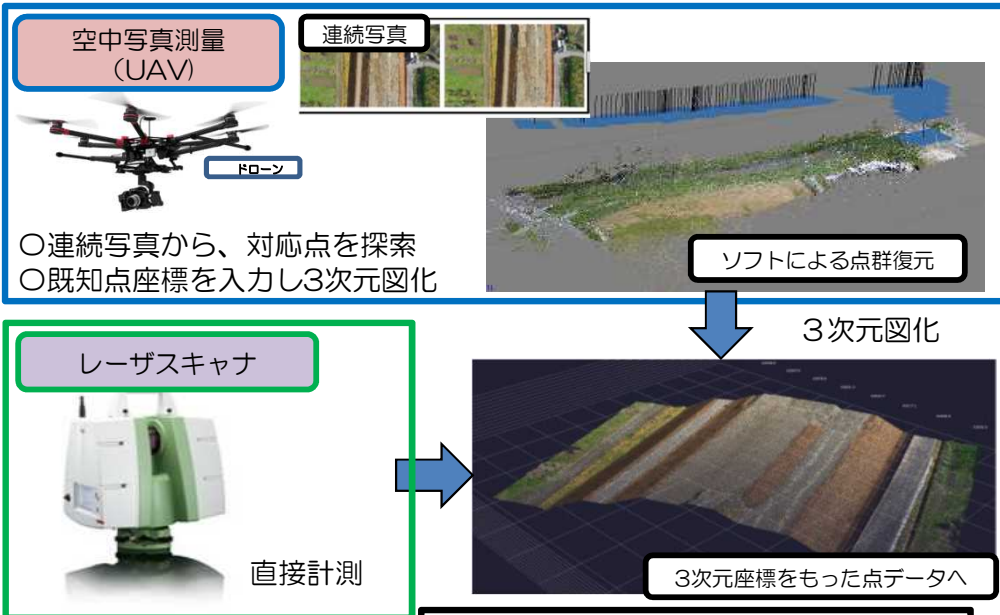 空中写真測量
（UAV)
連続写真
ドローン
〇連続写真から、対応点を探索
〇既知点座標を入力し3次元図化
ソフトによる点群復元
３次元図化
レーザスキャナ
直接計測
3次元座標をもった点データへ